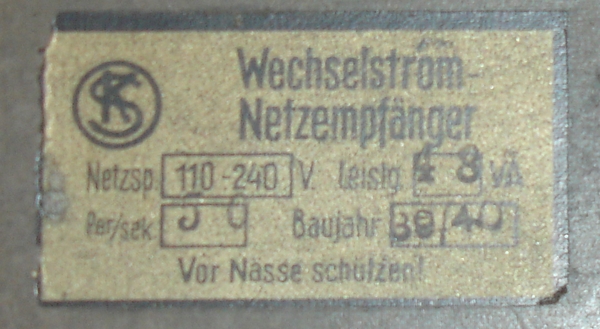 Wechselstrom-
Netzempfänger
Netzsp. 110-240 V. Leistg. 48 VA
Per/sek 50 Baujahr 39/40
Vor Nässe schützen!